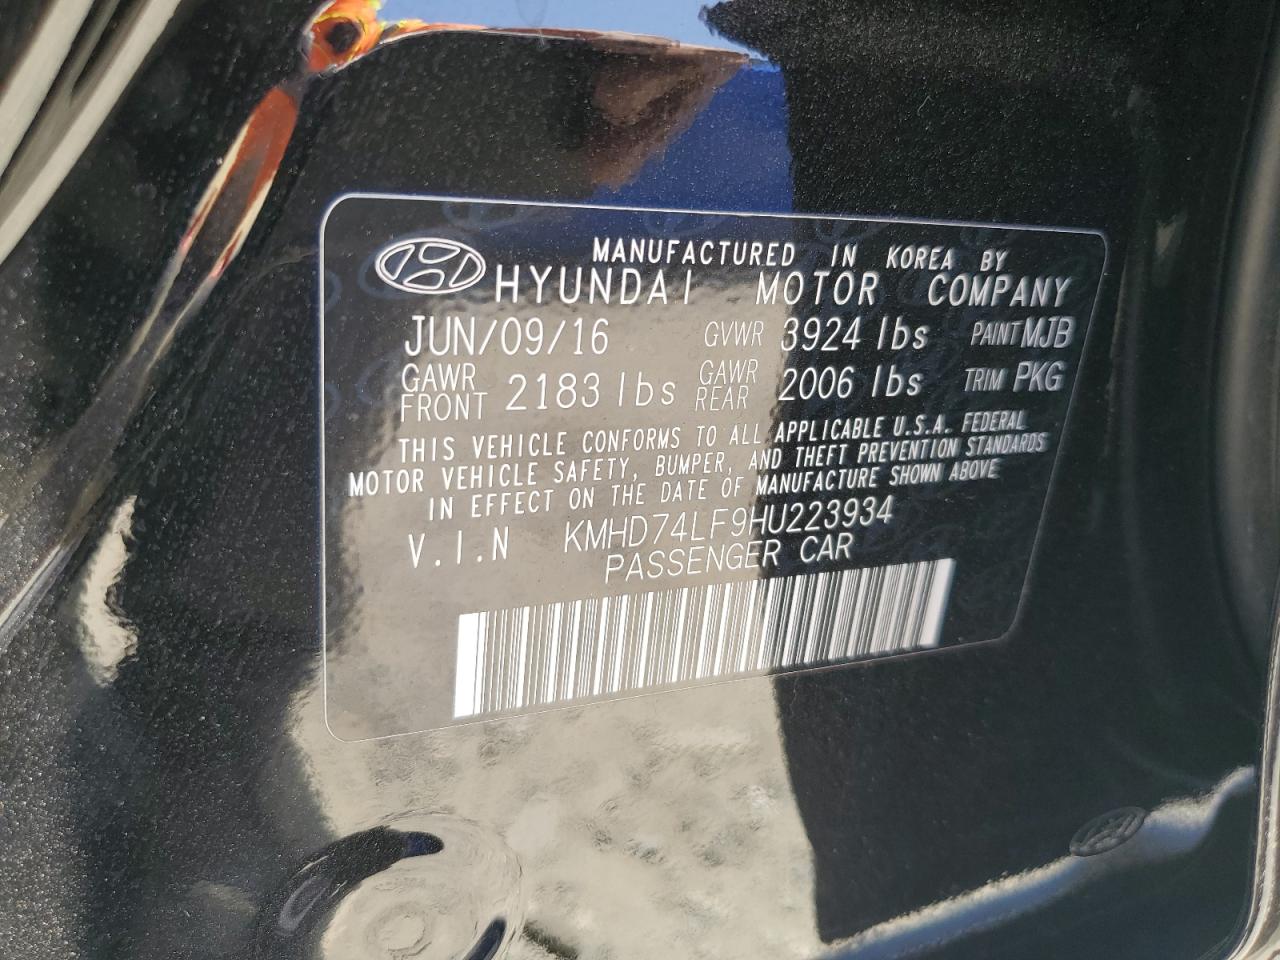 MANUFACTURED IN KOREA BY
HYUNDAI MOTOR COMPANY
JUN/09/16 GVWR 3924 lbs PAINT MJB
GAWR FRONT 2183 lbs GAWR REAR 2006 lbs TRIM PKG
THIS VEHICLE CONFORMS TO ALL APPLICABLE U.S.A. FEDERAL
MOTOR VEHICLE SAFETY, BUMPER, AND THEFT PREVENTION STANDARDS
IN EFFECT ON THE DATE OF MANUFACTURE SHOWN ABOVE
V.I.N KMHD74LF9HU223934
PASSENGER CAR